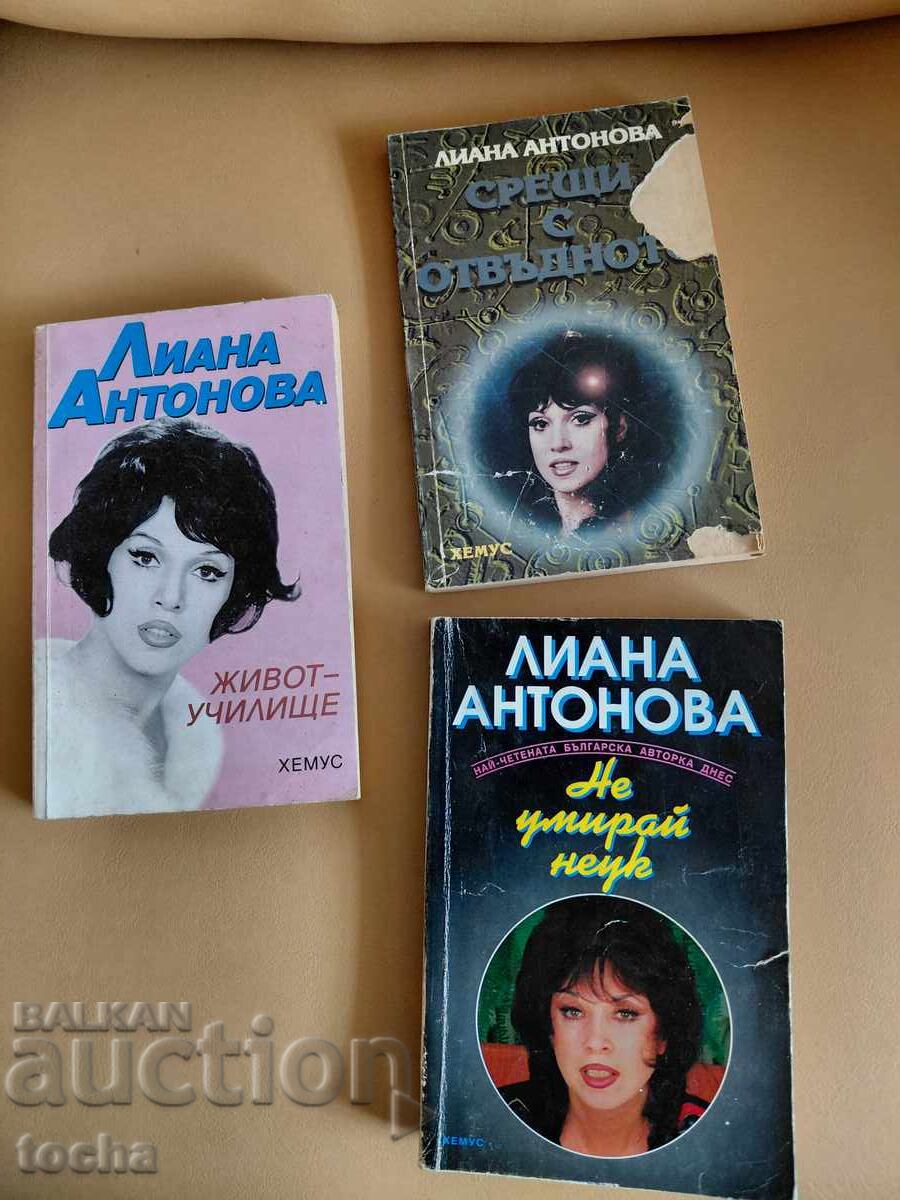 ЛИАНА АНТОНОВА
СРЕЩИ
С
ОТВЪДНОТО
ХЕМУС
ЛИАНА
АНТОНОВА
ЖИВОТ-
УЧИЛИЩЕ
ХЕМУС
ЛИАНА
АНТОНОВА
НАЙ-ЧЕТЕНАТА БЪЛГАРСКА АВТОРКА ДНЕС
Не
умирай
неук
ХЕМУС
BALKAN
auction
tocha